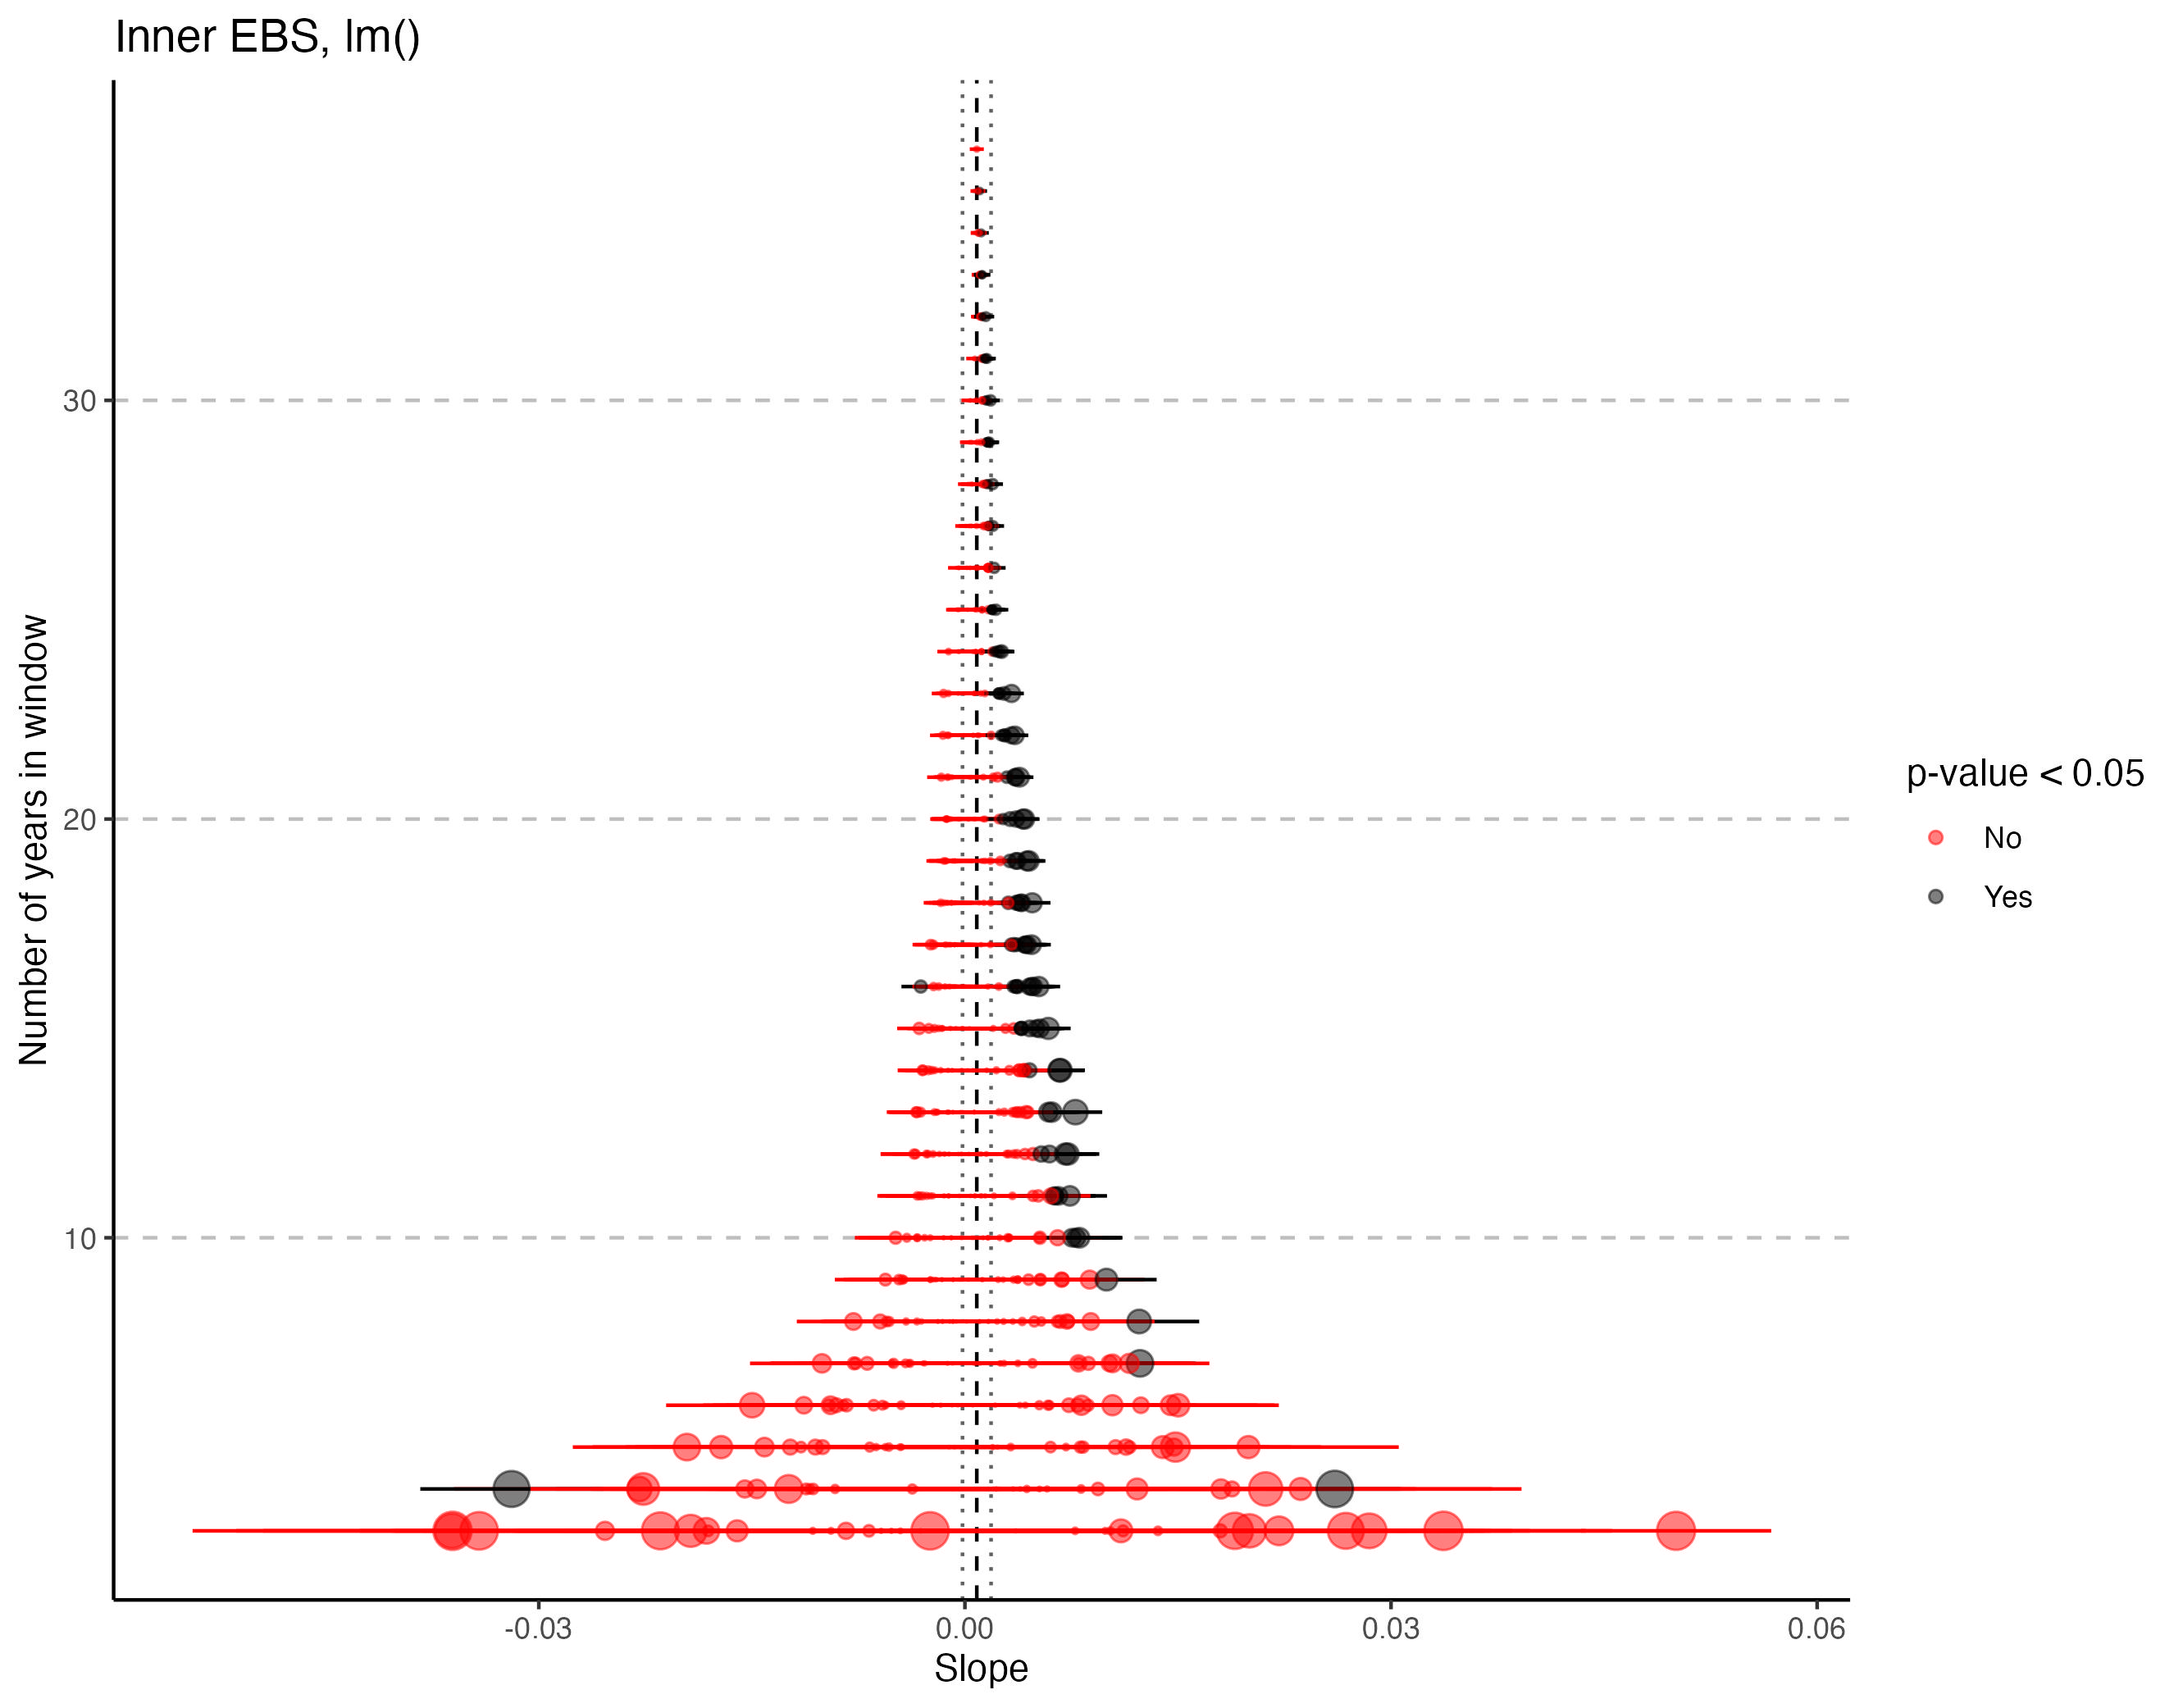 Inner EBS, lm()
30
20
10
Number of years in window
-0.03
0.00
0.03
0.06
Slope
p-value < 0.05
No
Yes